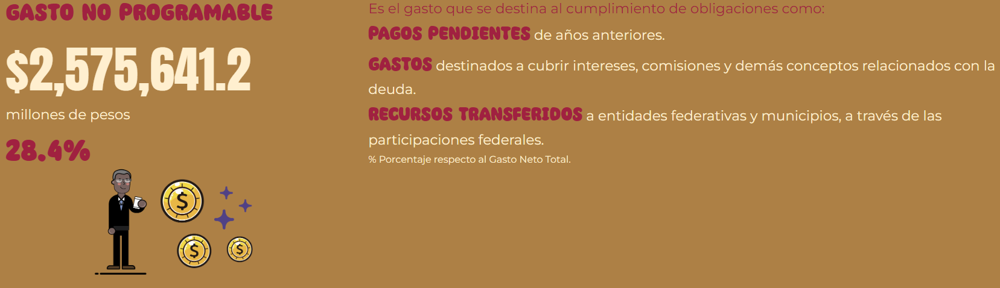 GASTO NO PROGRAMABLE
$2,575,641.2
millones de pesos
28.4%
Es el gasto que se destina al cumplimiento de obligaciones como:
PAGOS PENDIENTES de años anteriores.
GASTOS destinados a cubrir intereses, comisiones y demás conceptos relacionados con la
deuda.
RECURSOS TRANSFERIDOS a entidades federativas y municipios, a través de las
participaciones federales.
% Porcentaje respecto al Gasto Neto Total.
$
$
$